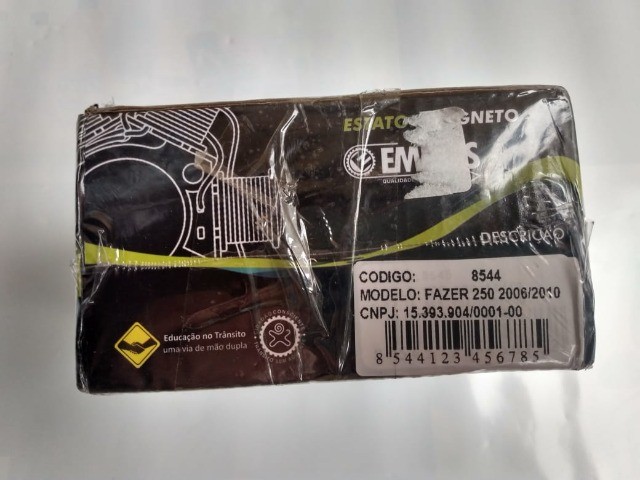 ESTATO GNETO
EM S
QUALIDADE
DESCRIÇÃO
CODIGO: 8544
MODELO: FAZER 250 2006/2010
CNPJ: 15.393.904/0001-00
8 544123 456785
Educação no Trânsito
uma via de mão dupla